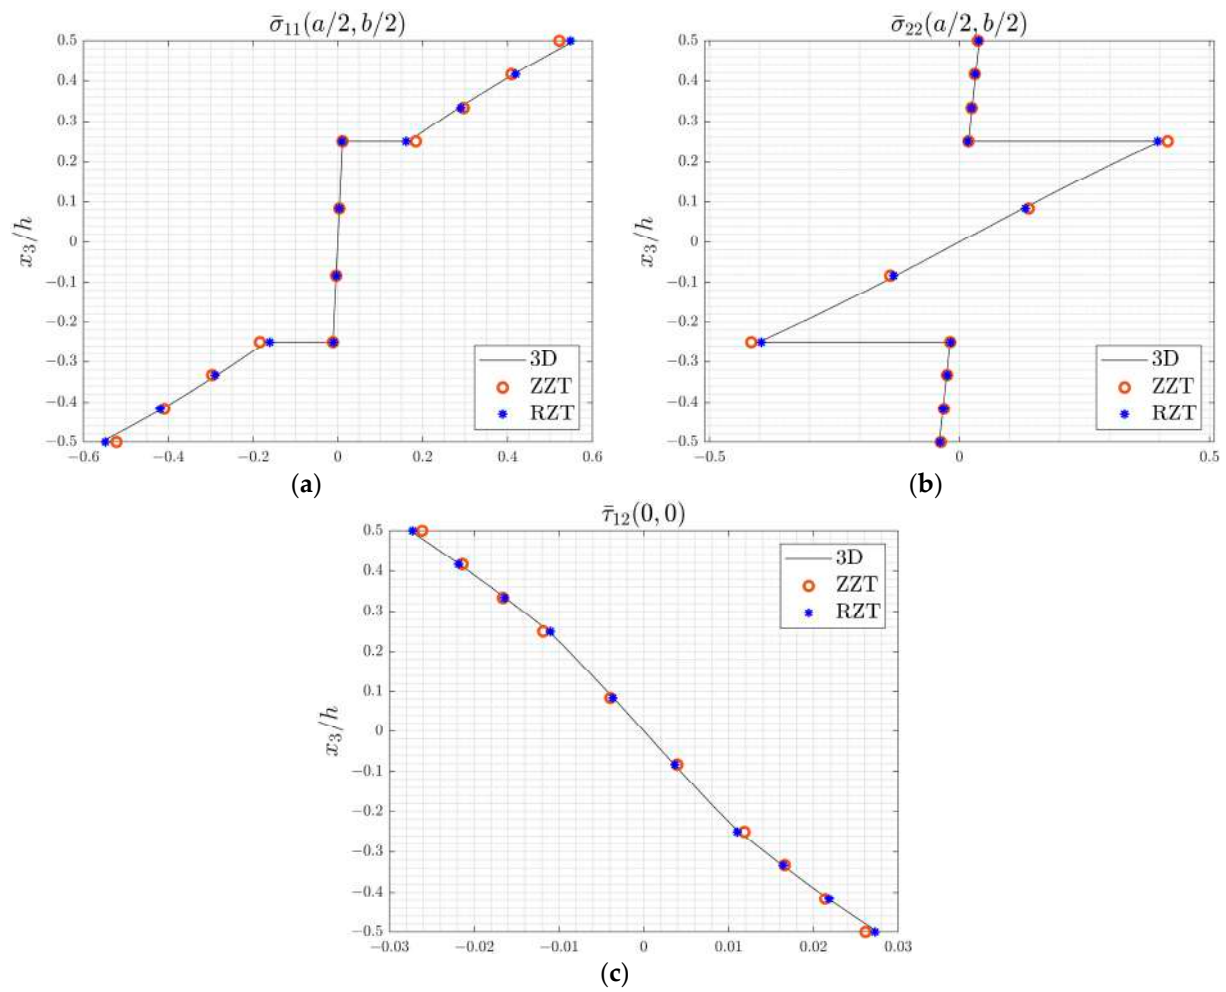 σ̄₁₁(a/2, b/2)
0.5
0.4
0.3
0.2
0.1
0
−0.1
−0.2
−0.3
−0.4
−0.5
x₃/h
−0.6 −0.4 −0.2 0 0.2 0.4 0.6
3D
ZZT
RZT
(a)
σ̄₂₂(a/2, b/2)
0.5
0.4
0.3
0.2
0.1
0
−0.1
−0.2
−0.3
−0.4
−0.5
x₃/h
−0.5 0 0.5
3D
ZZT
RZT
(b)
τ̄₁₂(0, 0)
0.5
0.4
0.3
0.2
0.1
0
−0.1
−0.2
−0.3
−0.4
−0.5
x₃/h
−0.03 −0.02 −0.01 0 0.01 0.02 0.03
3D
ZZT
RZT
(c)